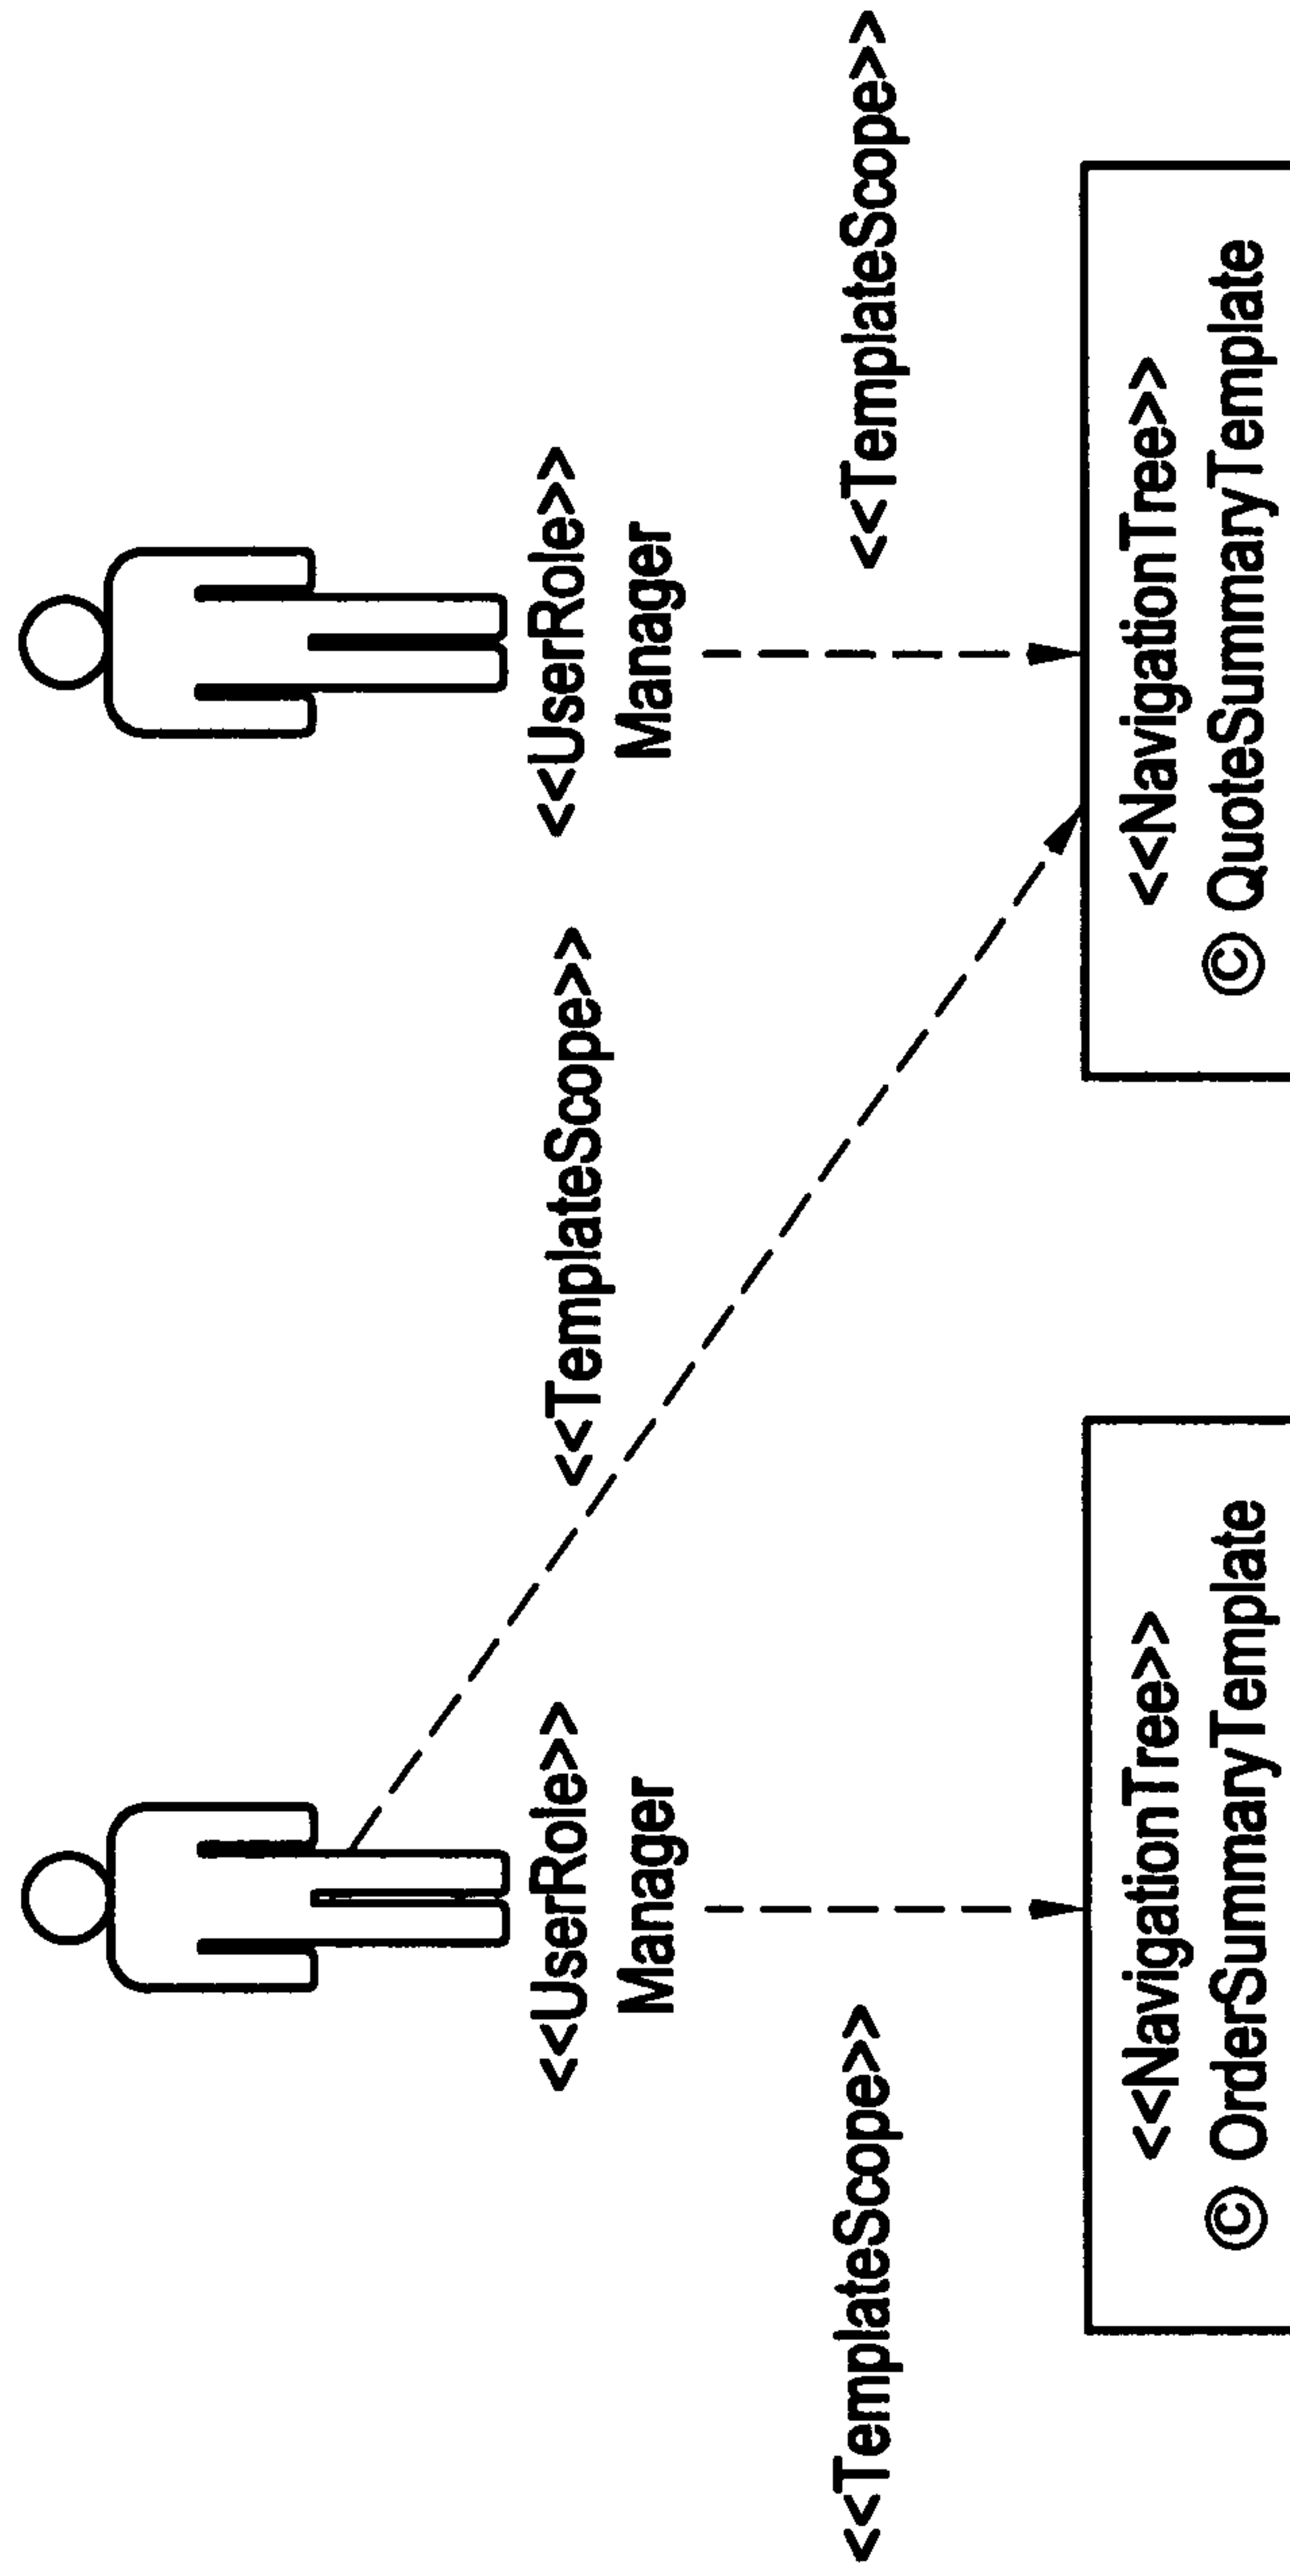 <<UserRole>>
Manager
<<TemplateScope>>
<<UserRole>>
Manager
<<TemplateScope>>
<<TemplateScope>>
<<NavigationTree>>
© OrderSummaryTemplate
<<NavigationTree>>
© QuoteSummaryTemplate